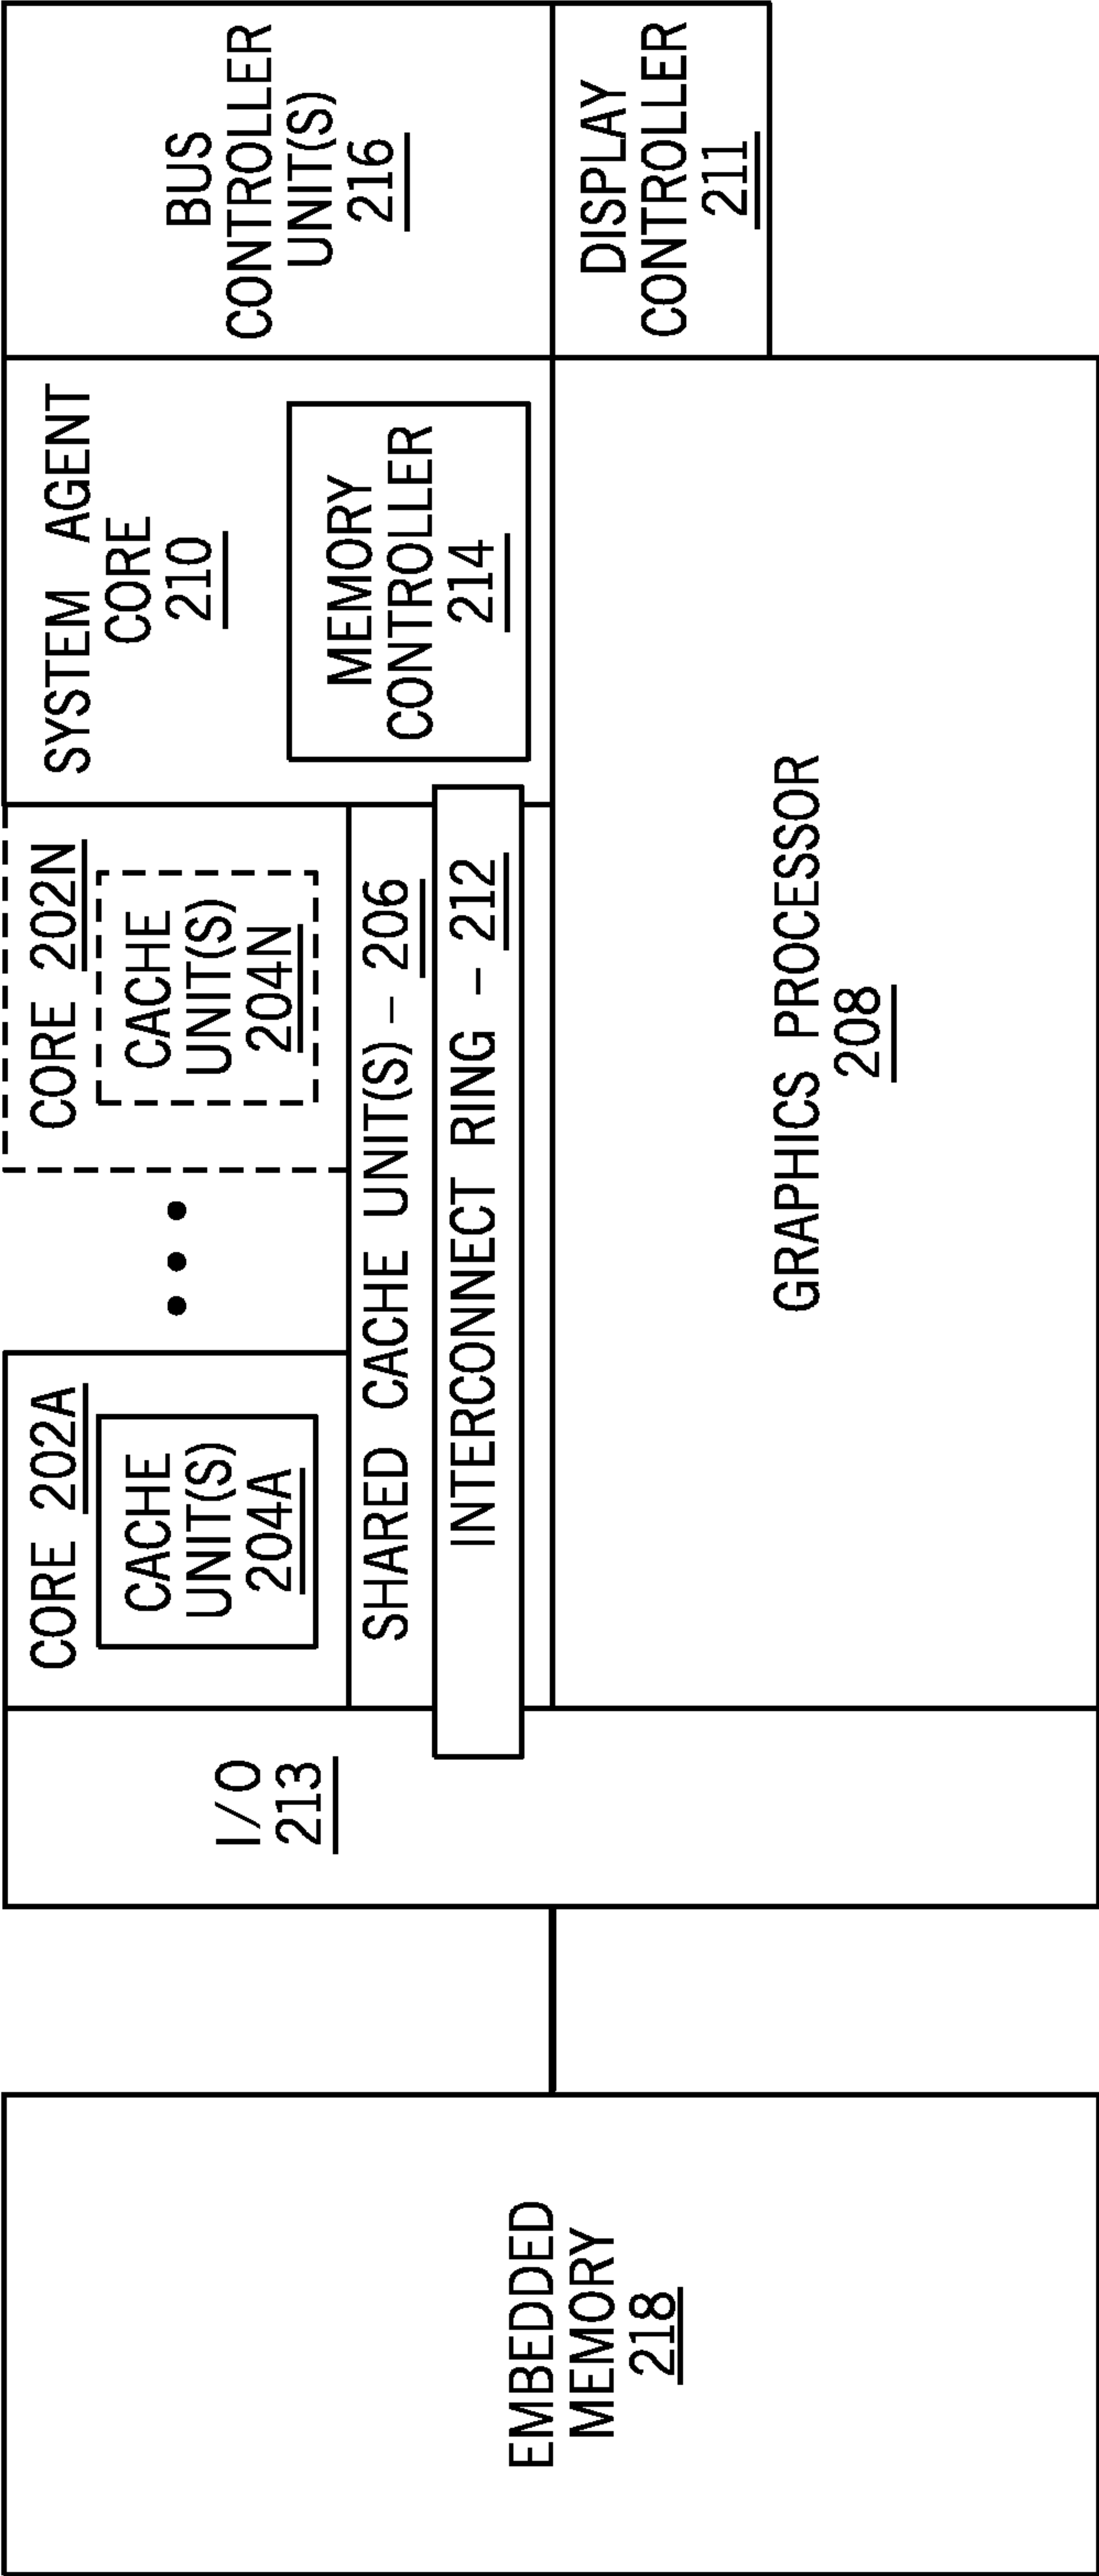 EMBEDDED
MEMORY
218
I/O
213
CORE 202A
CACHE
UNIT(S)
204A
CORE 202N
CACHE
UNIT(S)
204N
SHARED CACHE UNIT(S) – 206
INTERCONNECT RING – 212
SYSTEM AGENT
CORE
210
MEMORY
CONTROLLER
214
BUS
CONTROLLER
UNIT(S)
216
GRAPHICS PROCESSOR
208
DISPLAY
CONTROLLER
211